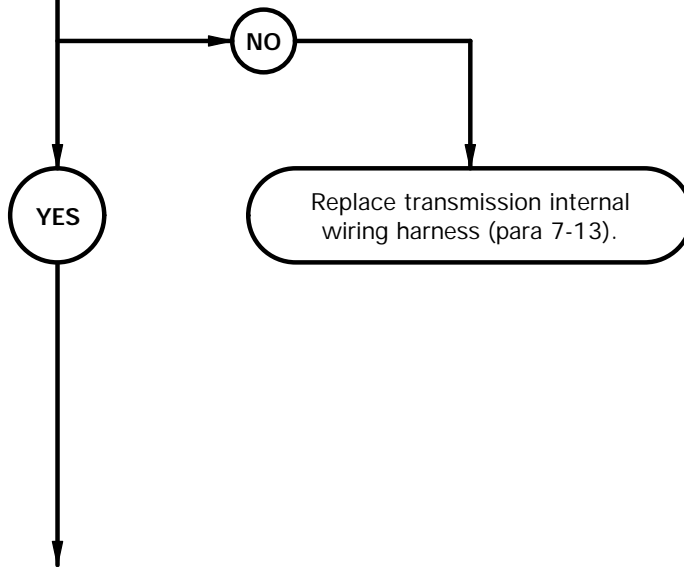 NO
YES
Replace transmission internal
wiring harness (para 7-13).